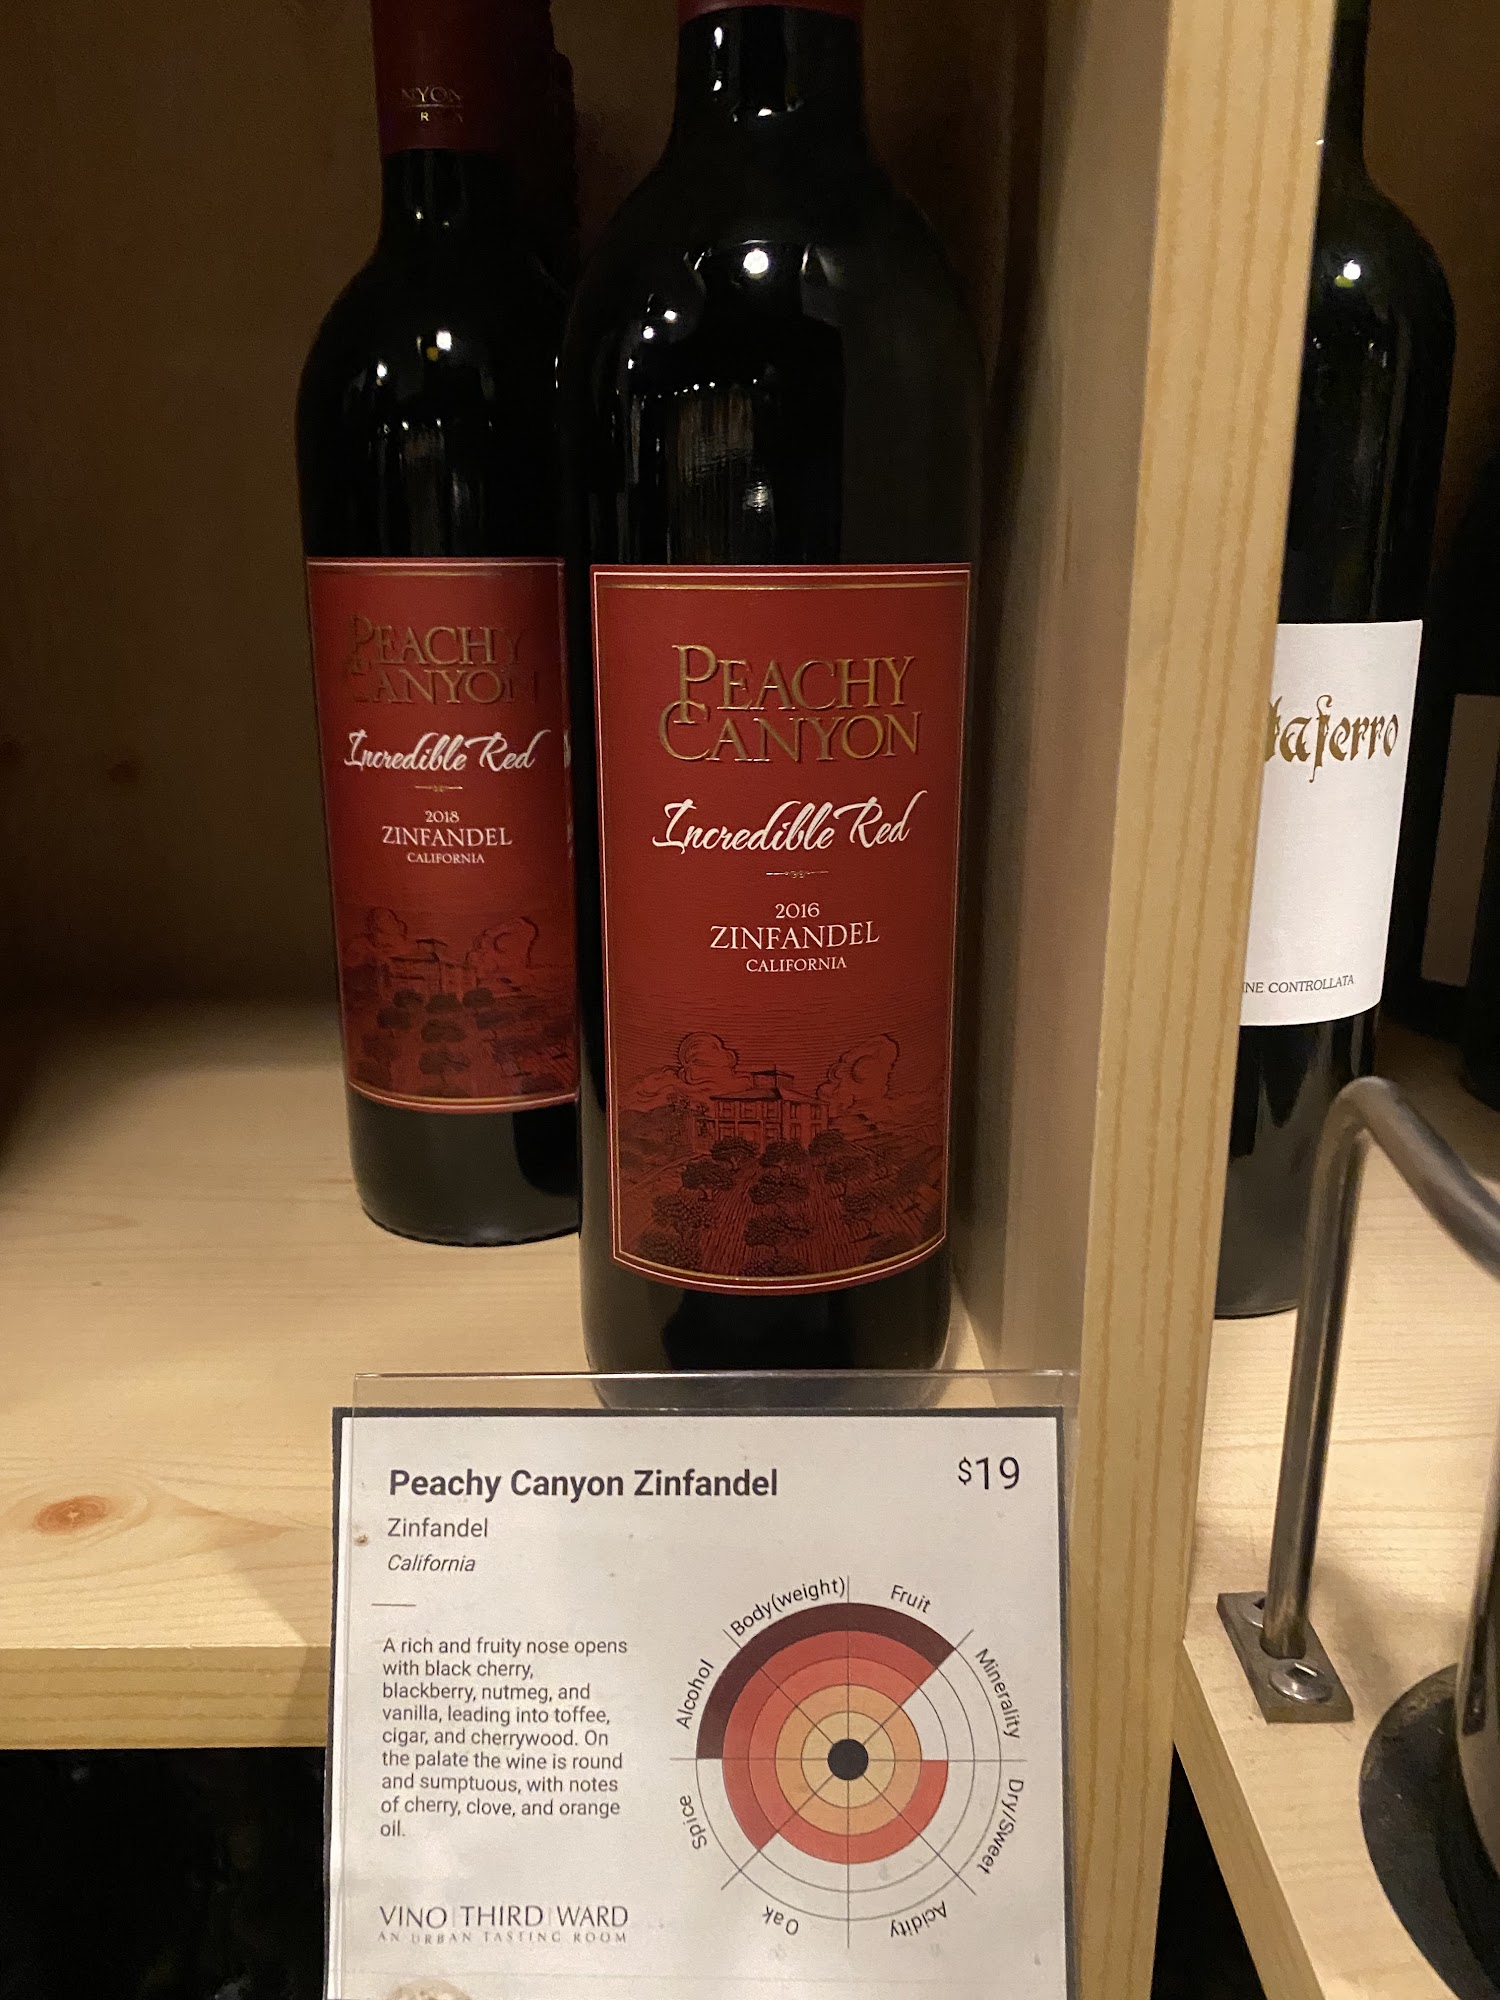 PEACHY
CANYON
Incredible Red
2018
ZINFANDEL
CALIFORNIA
PEACHY
CANYON
Incredible Red
2016
ZINFANDEL
CALIFORNIA
CONTROLLATA
Peachy Canyon Zinfandel
$19
Zinfandel
California
A rich and fruity nose opens
with black cherry,
blackberry, nutmeg, and
vanilla, leading into toffee,
cigar, and cherrywood. On
the palate the wine is round
and sumptuous, with notes
of cherry, clove, and orange
oil.
Body(weight)
Fruit
Alcohol
Minerality
Spice
Dry/Sweet
Oak
Acidity
VINO THIRD WARD
AN URBAN TASTING ROOM